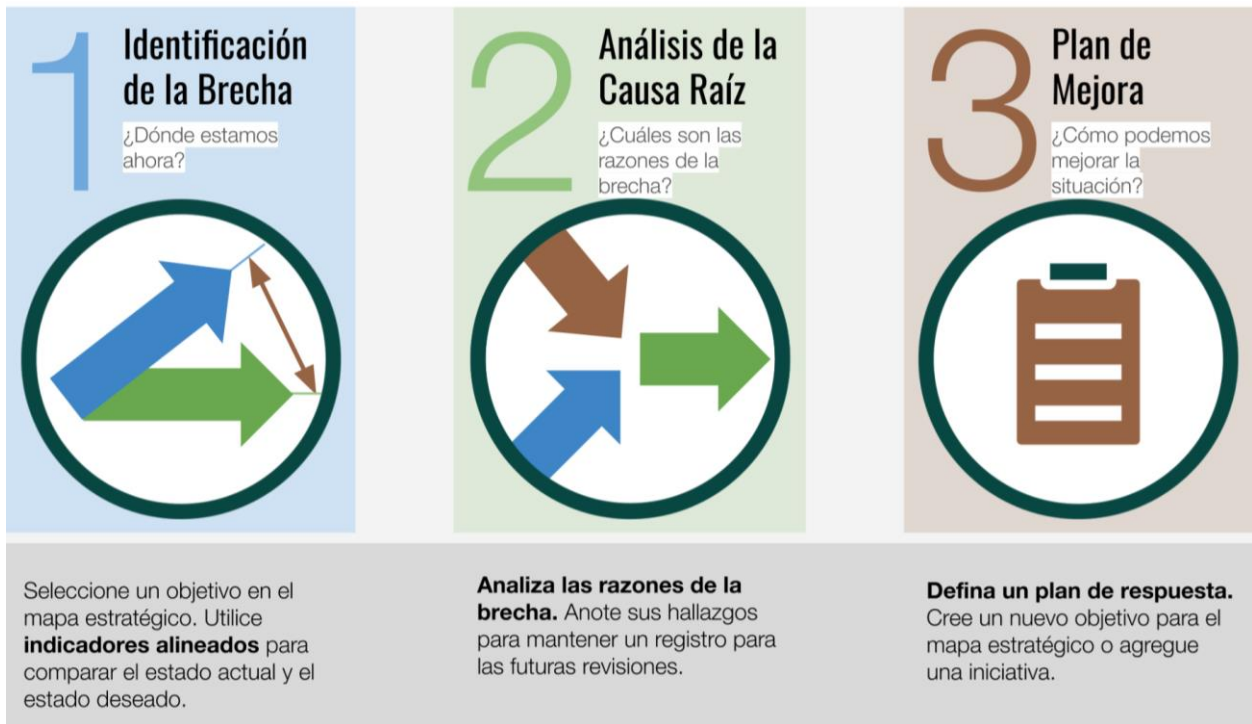 1
Identificación
de la Brecha
¿Dónde estamos
ahora?
Seleccione un objetivo en el
mapa estratégico. Utilice
indicadores alineados para
comparar el estado actual y el
estado deseado.
2
Análisis de la
Causa Raíz
¿Cuáles son las
razones de la
brecha?
Analiza las razones de la
brecha. Anote sus hallazgos
para mantener un registro para
las futuras revisiones.
3
Plan de
Mejora
¿Cómo podemos
mejorar la
situación?
Defina un plan de respuesta.
Cree un nuevo objetivo para el
mapa estratégico o agregue
una iniciativa.